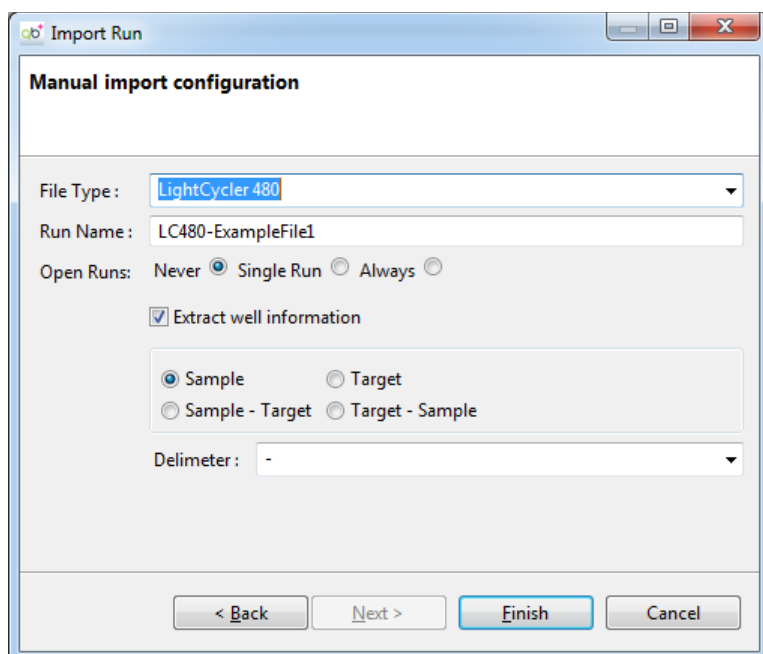 qb+ Import Run
Manual import configuration
File Type : LightCycler 480
Run Name : LC480-ExampleFile1
Open Runs: Never Single Run Always
Extract well information
Sample Target
Sample - Target Target - Sample
Delimeter : -
< Back Next > Finish Cancel